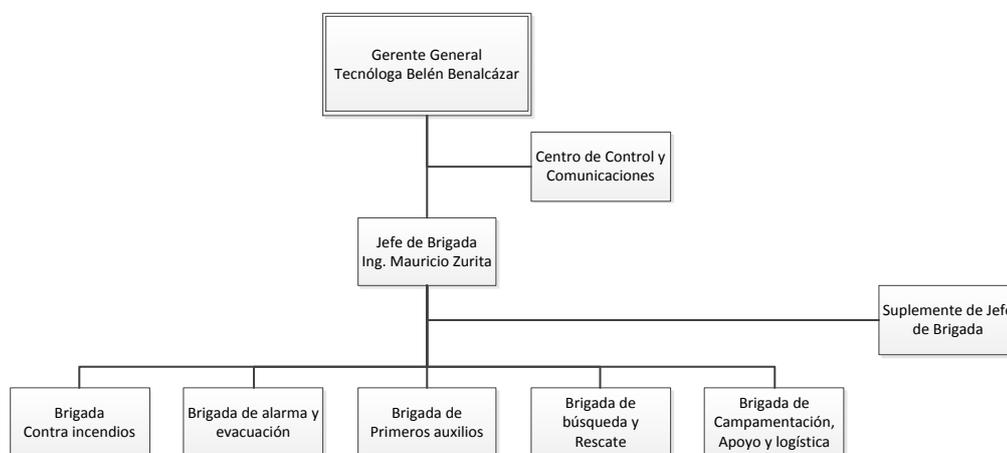 Gerente General
Tecnóloga Belén Benalcázar
Centro de Control y
Comunicaciones
Jefe de Brigada
Ing. Mauricio Zurita
Suplemente de Jefe
de Brigada
Brigada
Contra incendios
Brigada de alarma y
evacuación
Brigada de
Primeros auxilios
Brigada de
búsqueda y
Rescate
Brigada de
Campamentación,
Apoyo y logística